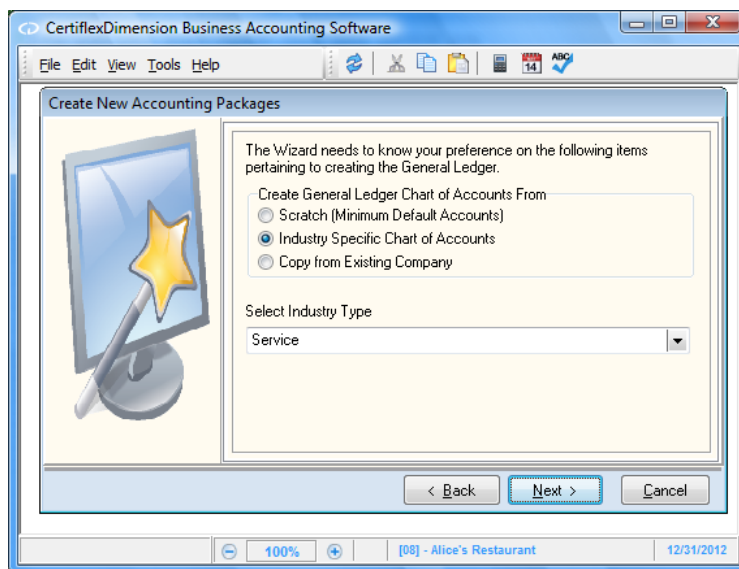 CertiflexDimension Business Accounting Software
File Edit View Tools Help
14
ABC
Create New Accounting Packages
The Wizard needs to know your preference on the following items
pertaining to creating the General Ledger.
Create General Ledger Chart of Accounts From
Scratch (Minimum Default Accounts)
Industry Specific Chart of Accounts
Copy from Existing Company
Select Industry Type
Service
< Back Next > Cancel
100% [08] - Alice's Restaurant 12/31/2012